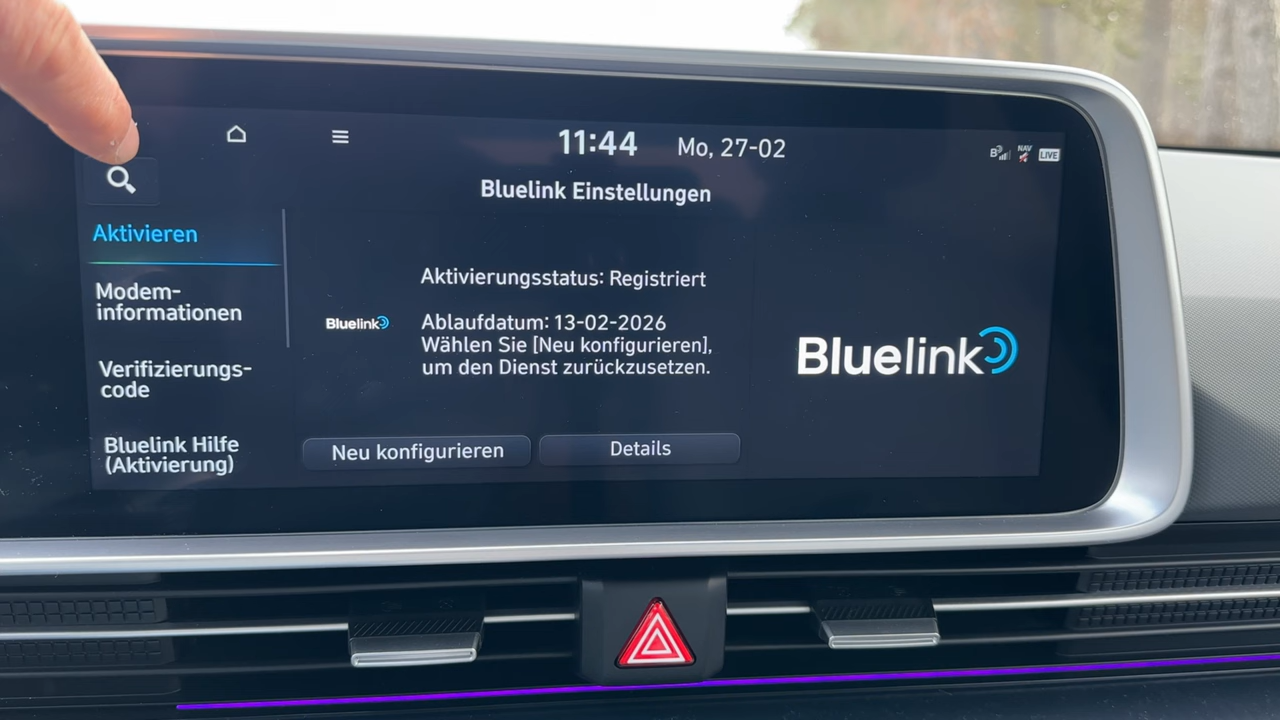 11:44 Mo, 27-02
B NAV LIVE
Bluelink Einstellungen
Aktivieren
Modem-
informationen
Verifizierungs-
code
Bluelink Hilfe
(Aktivierung)
Aktivierungsstatus: Registriert
Bluelink
Ablaufdatum: 13-02-2026
Wählen Sie [Neu konfigurieren],
um den Dienst zurückzusetzen.
Neu konfigurieren
Details
Bluelink